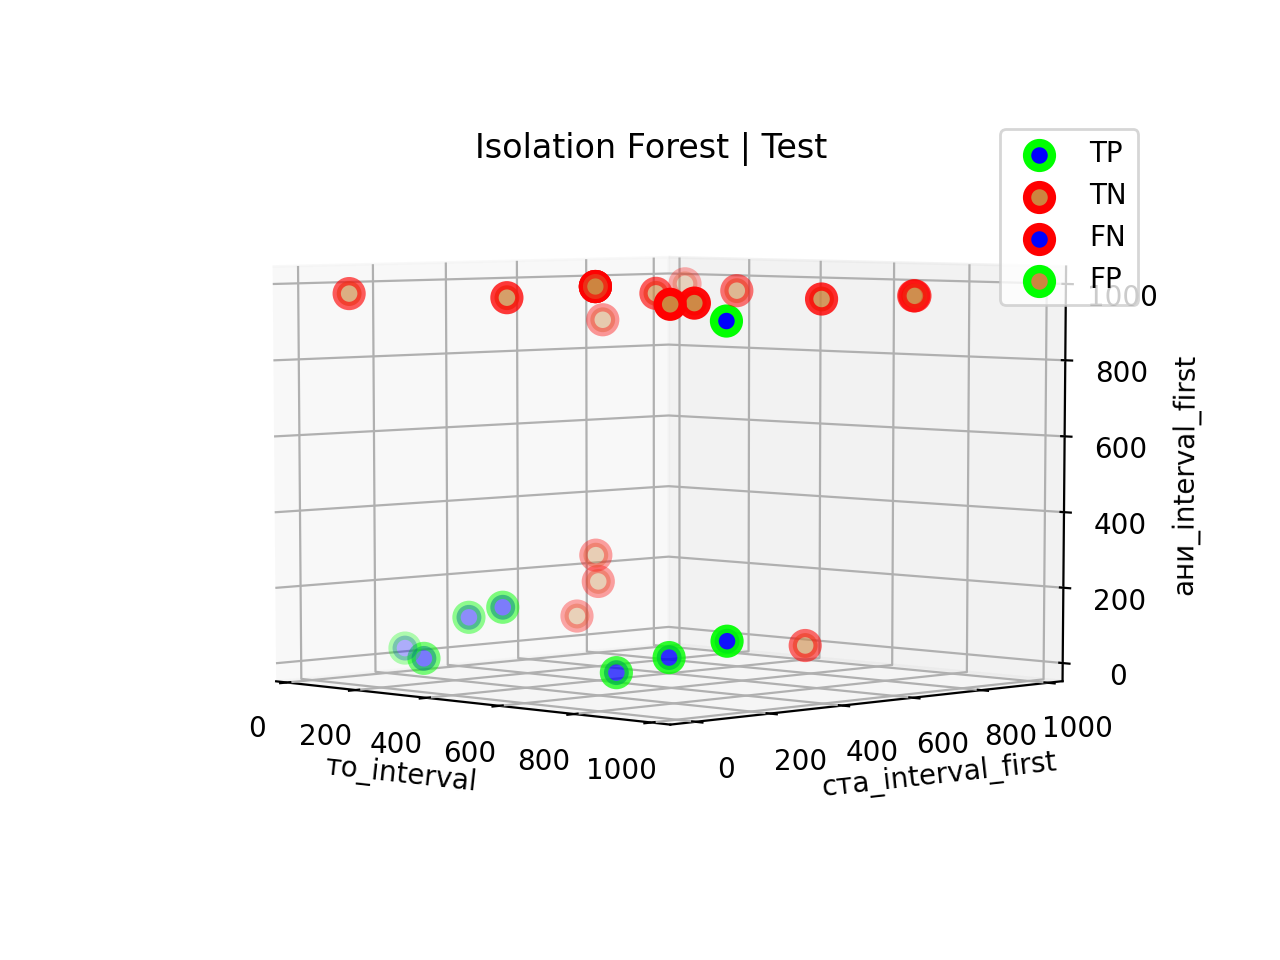 Isolation Forest | Test
TP
TN
FN
FP
1000
800
600
400
200
0
ани_interval_first
0 200 400 600 800 1000
то_interval
0 200 400 600 800 1000
ста_interval_first